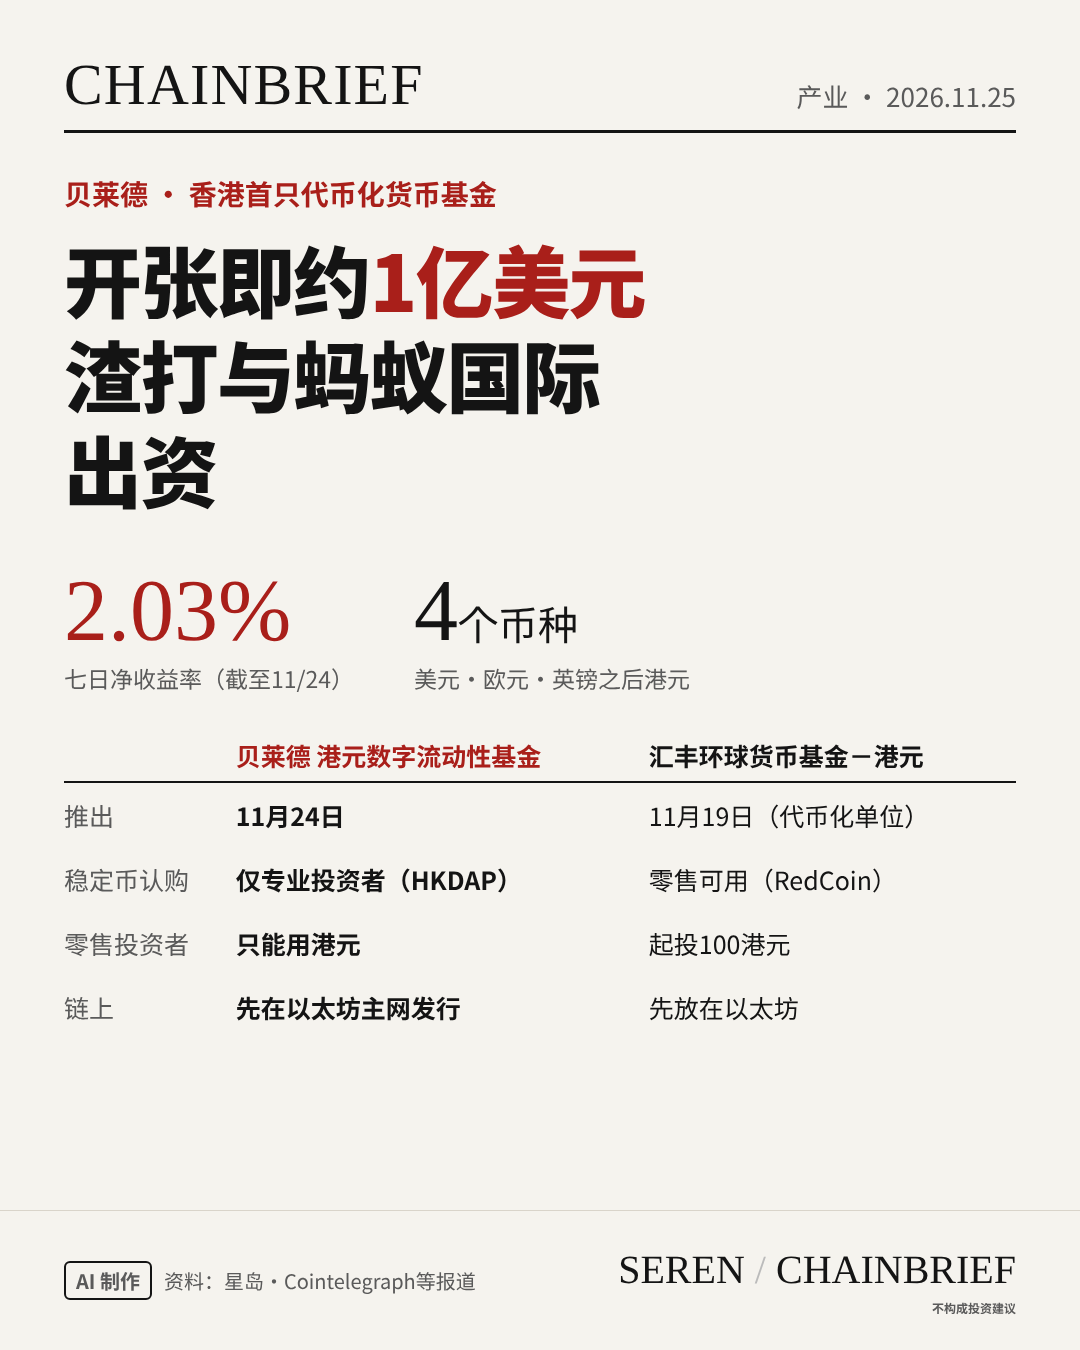 CHAINBRIEF
产业 · 2026.11.25
贝莱德 · 香港首只代币化货币基金
开张即约1亿美元
渣打与蚂蚁国际
出资
2.03%
4个币种
七日净收益率（截至11/24）
美元·欧元·英镑之后港元
贝莱德 港元数字流动性基金
汇丰环球货币基金－港元
推出
11月24日
11月19日（代币化单位）
稳定币认购
仅专业投资者（HKDAP）
零售可用（RedCoin）
零售投资者
只能用港元
起投100港元
链上
先在以太坊主网发行
先放在以太坊
AI 制作
资料：星岛·Cointelegraph等报道
SEREN / CHAINBRIEF
不构成投资建议